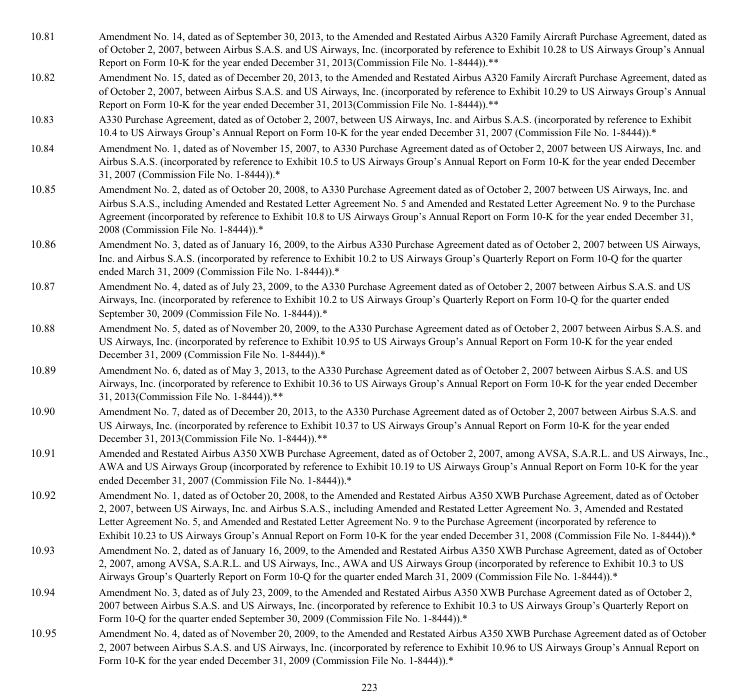 10.81 Amendment No. 14, dated as of September 30, 2013, to the Amended and Restated Airbus A320 Family Aircraft Purchase Agreement, dated as
of October 2, 2007, between Airbus S.A.S. and US Airways, Inc. (incorporated by reference to Exhibit 10.28 to US Airways Group's Annual
Report on Form 10-K for the year ended December 31, 2013(Commission File No. 1-8444)).**
10.82 Amendment No. 15, dated as of December 20, 2013, to the Amended and Restated Airbus A320 Family Aircraft Purchase Agreement, dated as
of October 2, 2007, between Airbus S.A.S. and US Airways, Inc. (incorporated by reference to Exhibit 10.29 to US Airways Group's Annual
Report on Form 10-K for the year ended December 31, 2013(Commission File No. 1-8444)).**
10.83 A330 Purchase Agreement, dated as of October 2, 2007, between US Airways, Inc. and Airbus S.A.S. (incorporated by reference to Exhibit
10.4 to US Airways Group's Annual Report on Form 10-K for the year ended December 31, 2007 (Commission File No. 1-8444)).*
10.84 Amendment No. 1, dated as of November 15, 2007, to A330 Purchase Agreement dated as of October 2, 2007 between US Airways, Inc. and
Airbus S.A.S. (incorporated by reference to Exhibit 10.5 to US Airways Group's Annual Report on Form 10-K for the year ended December
31, 2007 (Commission File No. 1-8444)).*
10.85 Amendment No. 2, dated as of October 20, 2008, to A330 Purchase Agreement dated as of October 2, 2007 between US Airways, Inc. and
Airbus S.A.S., including Amended and Restated Letter Agreement No. 5 and Amended and Restated Letter Agreement No. 9 to the Purchase
Agreement (incorporated by reference to Exhibit 10.8 to US Airways Group's Annual Report on Form 10-K for the year ended December 31,
2008 (Commission File No. 1-8444)).*
10.86 Amendment No. 3, dated as of January 16, 2009, to the Airbus A330 Purchase Agreement dated as of October 2, 2007 between US Airways,
Inc. and Airbus S.A.S. (incorporated by reference to Exhibit 10.2 to US Airways Group's Quarterly Report on Form 10-Q for the quarter
ended March 31, 2009 (Commission File No. 1-8444)).*
10.87 Amendment No. 4, dated as of July 23, 2009, to the A330 Purchase Agreement dated as of October 2, 2007 between Airbus S.A.S. and US
Airways, Inc. (incorporated by reference to Exhibit 10.2 to US Airways Group's Quarterly Report on Form 10-Q for the quarter ended
September 30, 2009 (Commission File No. 1-8444)).*
10.88 Amendment No. 5, dated as of November 20, 2009, to the A330 Purchase Agreement dated as of October 2, 2007 between Airbus S.A.S. and
US Airways, Inc. (incorporated by reference to Exhibit 10.95 to US Airways Group's Annual Report on Form 10-K for the year ended
December 31, 2009 (Commission File No. 1-8444)).*
10.89 Amendment No. 6, dated as of May 3, 2013, to the A330 Purchase Agreement dated as of October 2, 2007 between Airbus S.A.S. and US
Airways, Inc. (incorporated by reference to Exhibit 10.36 to US Airways Group's Annual Report on Form 10-K for the year ended December
31, 2013(Commission File No. 1-8444)).**
10.90 Amendment No. 7, dated as of December 20, 2013, to the A330 Purchase Agreement dated as of October 2, 2007 between Airbus S.A.S. and
US Airways, Inc. (incorporated by reference to Exhibit 10.37 to US Airways Group's Annual Report on Form 10-K for the year ended
December 31, 2013(Commission File No. 1-8444)).**
10.91 Amended and Restated Airbus A350 XWB Purchase Agreement, dated as of October 2, 2007, among AVSA, S.A.R.L. and US Airways, Inc.,
AWA and US Airways Group (incorporated by reference to Exhibit 10.19 to US Airways Group's Annual Report on Form 10-K for the year
ended December 31, 2007 (Commission File No. 1-8444)).*
10.92 Amendment No. 1, dated as of October 20, 2008, to the Amended and Restated Airbus A350 XWB Purchase Agreement, dated as of October
2, 2007, between US Airways, Inc. and Airbus S.A.S., including Amended and Restated Letter Agreement No. 3, Amended and Restated
Letter Agreement No. 5, and Amended and Restated Letter Agreement No. 9 to the Purchase Agreement (incorporated by reference to
Exhibit 10.23 to US Airways Group's Annual Report on Form 10-K for the year ended December 31, 2008 (Commission File No. 1-8444)).*
10.93 Amendment No. 2, dated as of January 16, 2009, to the Amended and Restated Airbus A350 XWB Purchase Agreement, dated as of October
2, 2007, among AVSA, S.A.R.L. and US Airways, Inc., AWA and US Airways Group (incorporated by reference to Exhibit 10.3 to US
Airways Group's Quarterly Report on Form 10-Q for the quarter ended March 31, 2009 (Commission File No. 1-8444)).*
10.94 Amendment No. 3, dated as of July 23, 2009, to the Amended and Restated Airbus A350 XWB Purchase Agreement dated as of October 2,
2007 between Airbus S.A.S. and US Airways, Inc. (incorporated by reference to Exhibit 10.3 to US Airways Group's Quarterly Report on
Form 10-Q for the quarter ended September 30, 2009 (Commission File No. 1-8444)).*
10.95 Amendment No. 4, dated as of November 20, 2009, to the Amended and Restated Airbus A350 XWB Purchase Agreement dated as of October
2, 2007 between Airbus S.A.S. and US Airways, Inc. (incorporated by reference to Exhibit 10.96 to US Airways Group's Annual Report on
Form 10-K for the year ended December 31, 2009 (Commission File No. 1-8444)).*
223